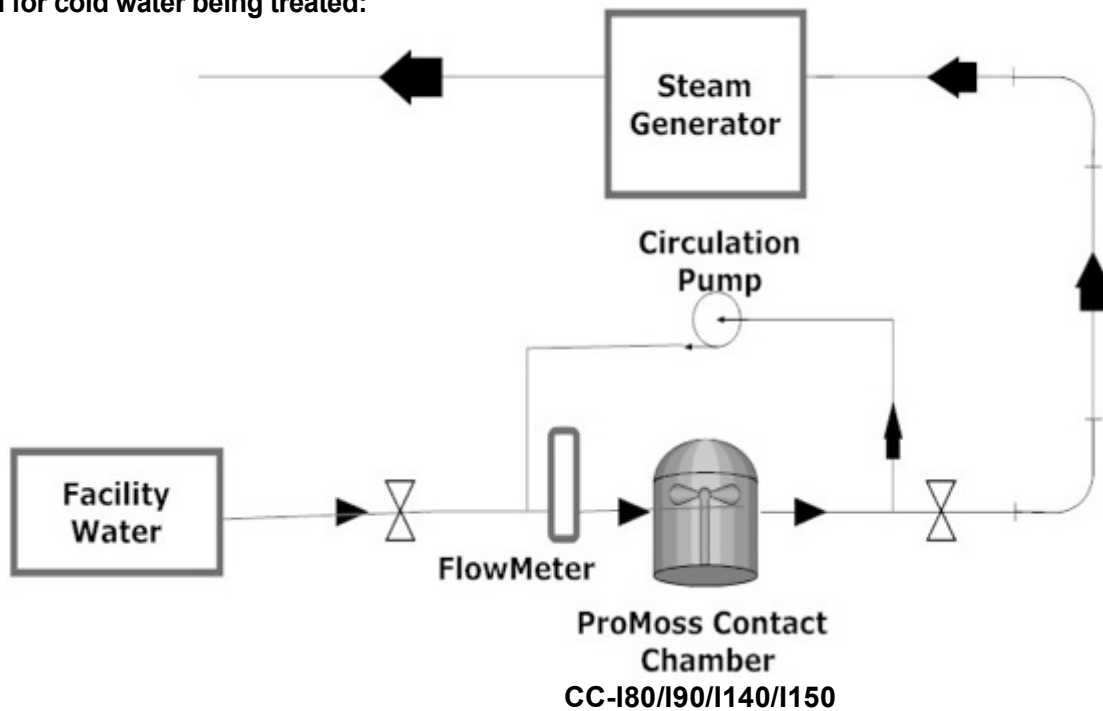 for cold water being treated:
Steam
Generator
Circulation
Pump
Facility
Water
FlowMeter
ProMoss Contact
Chamber
CC-I80/I90/I140/I150